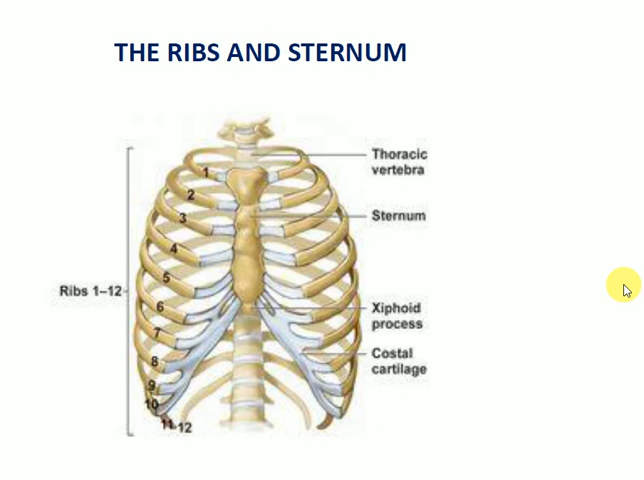 THE RIBS AND STERNUM
Thoracic
vertebra
1
2
3
Sternum
4
5
Ribs 1–12
6
Xiphoid
process
7
8
Costal
cartilage
9
10
11
12